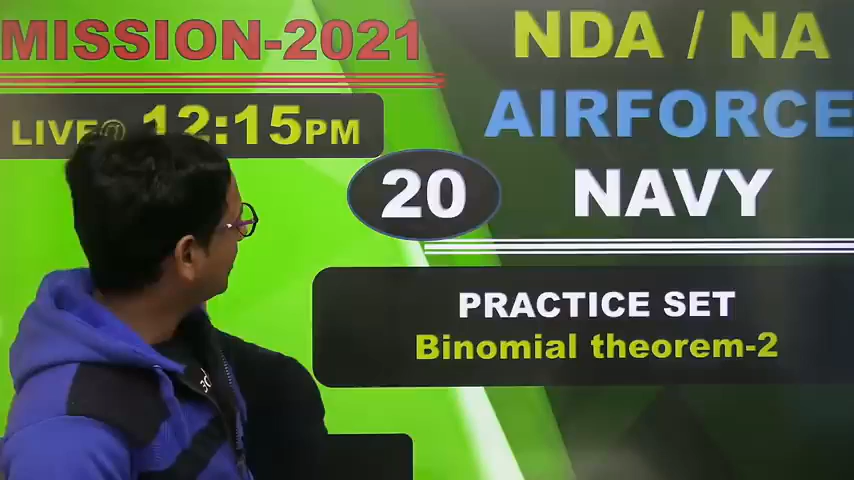 MISSION-2021
LIVE@ 12:15PM
NDA / NA
AIRFORCE
20
NAVY
PRACTICE SET
Binomial theorem-2